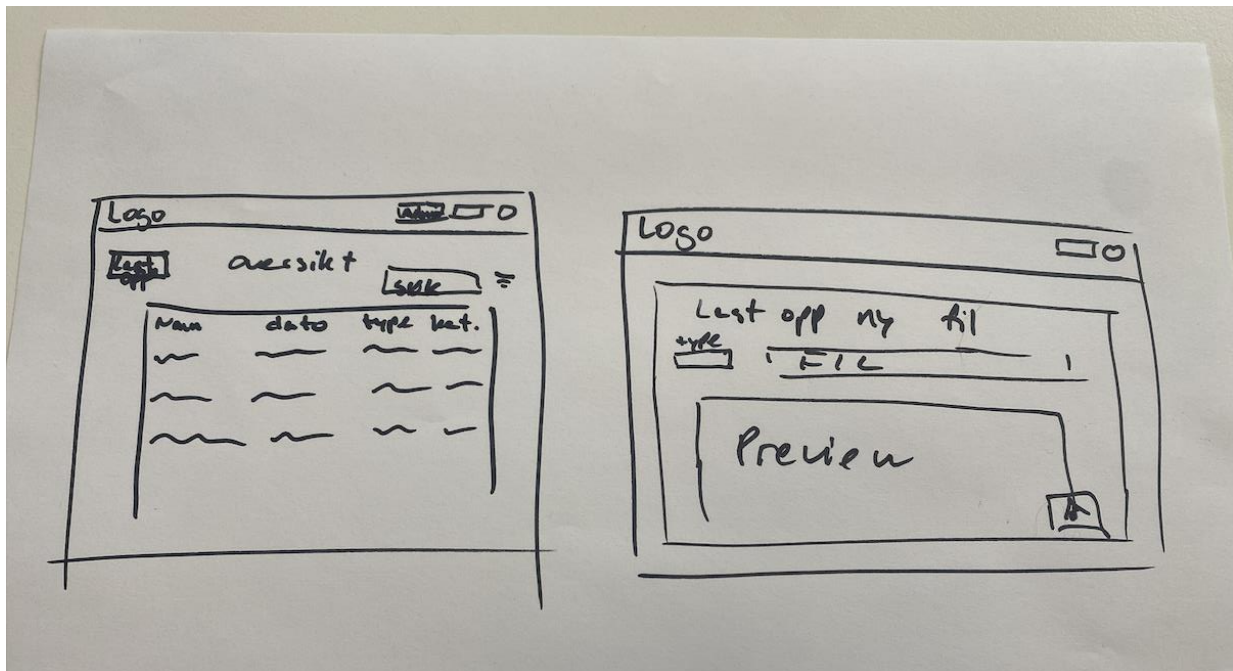 Logo
Last opp
oversikt
søk
Navn dato type kat.
Logo
Last opp ny fil
type
FIL
Preview